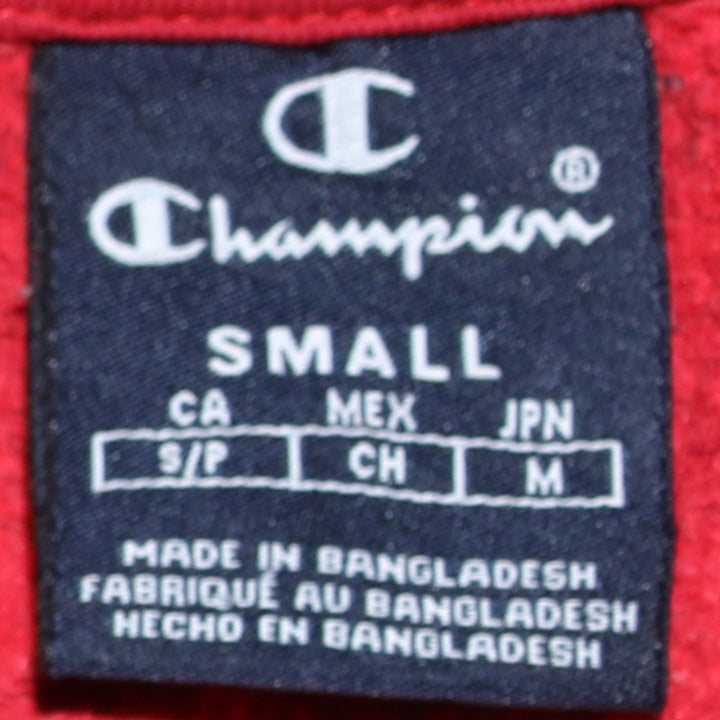 C
Champion®
SMALL
CA MEX JPN
S/P CH M
MADE IN BANGLADESH
FABRIQUÉ AU BANGLADESH
HECHO EN BANGLADESH